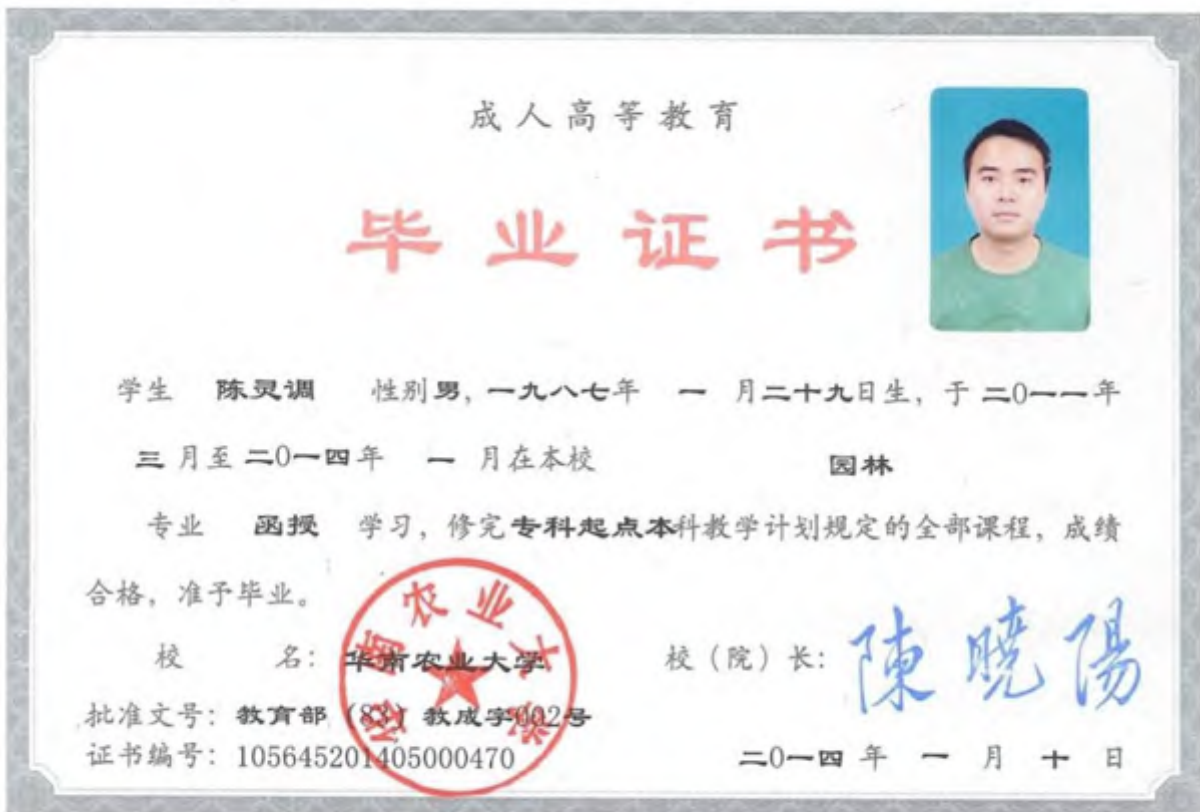 成人高等教育
毕业证书
学生 陈灵调 性别男，一九八七年 一 月二十九日生，于二0一一年
三月至二0一四年 一 月在本校 园林
专业 函授 学习，修完专科起点本科教学计划规定的全部课程，成绩
合格，准予毕业。
校 名：华南农业大学 校（院）长：陳曉陽
批准文号：教育部（83）教成字002号
证书编号：105645201405000470 二0一四年 一 月 十 日
华南农业大学